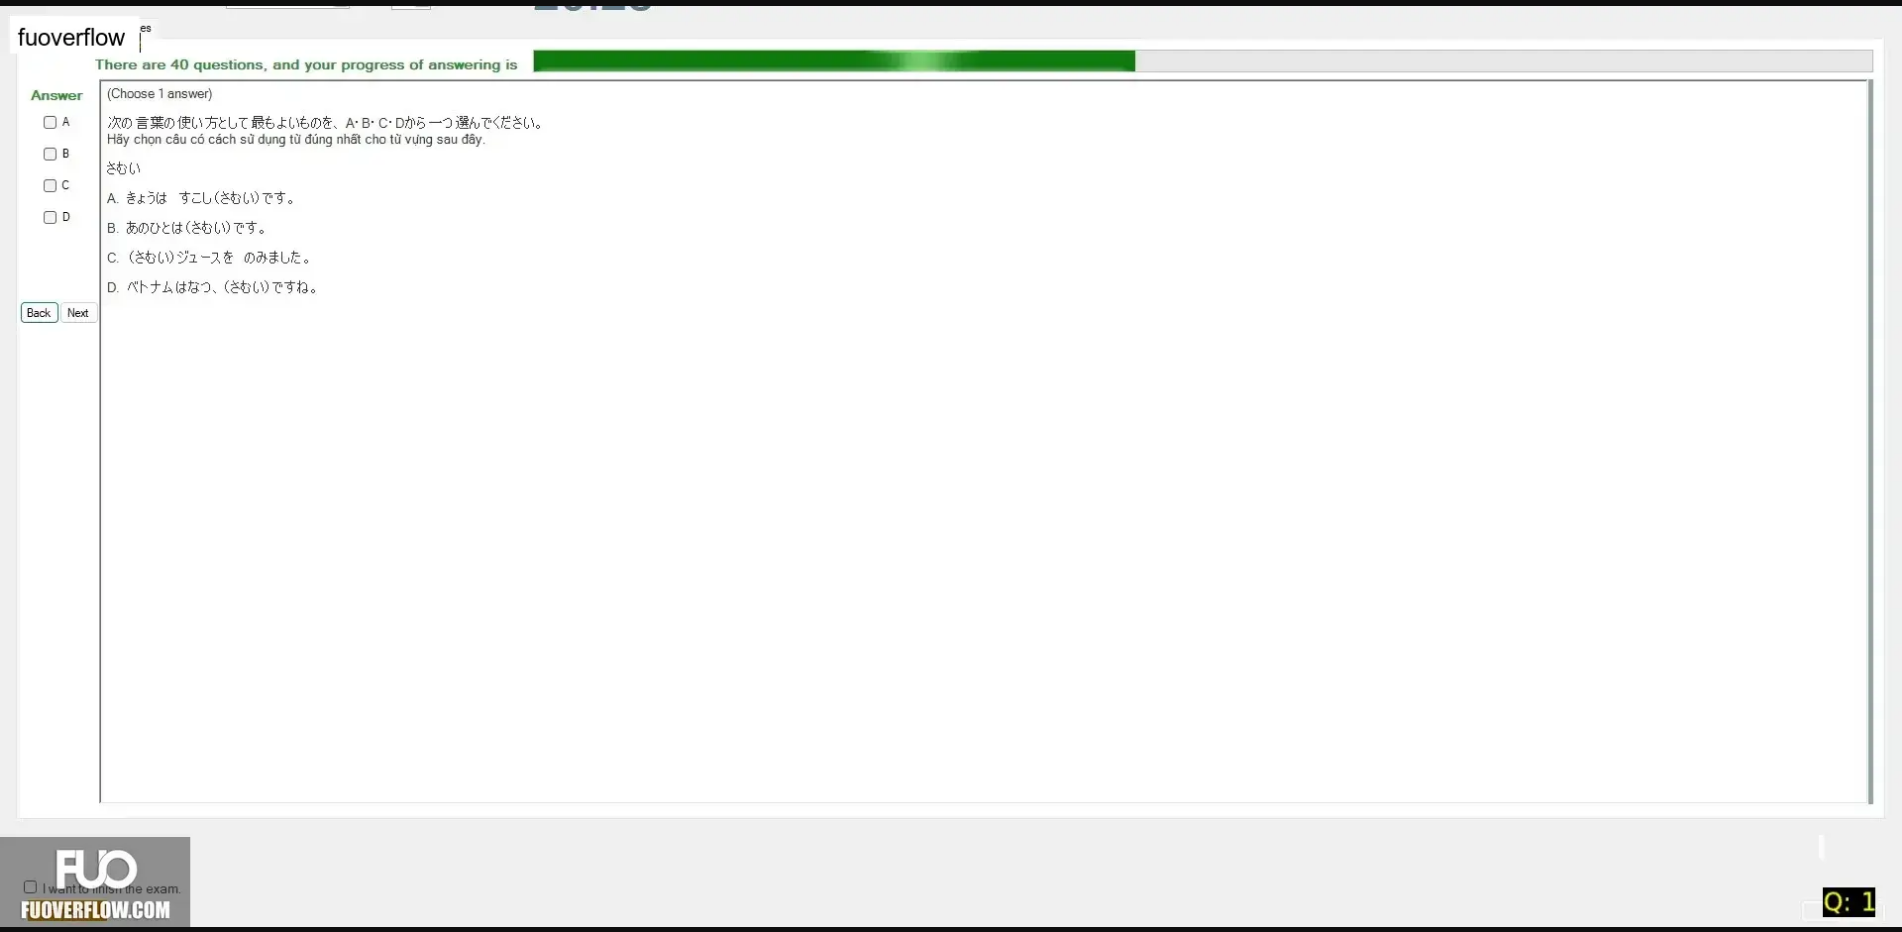 fuoverflow
es
There are 40 questions, and your progress of answering is
Answer
(Choose 1 answer)
A
B
C
D
次の言葉の使い方として最もよいものを、A・B・C・Dから一つ選んでください。
Hãy chọn câu có cách sử dụng từ đúng nhất cho từ vựng sau đây.
さむい
A. きょうは　すこし(さむい)です。
B. あのひとは(さむい)です。
C. (さむい)ジュースを　のみました。
D. ベトナムはなつ、(さむい)ですね。
Back Next
FUO
I want to finish the exam.
FUOVERFLOW.COM
Q: 1